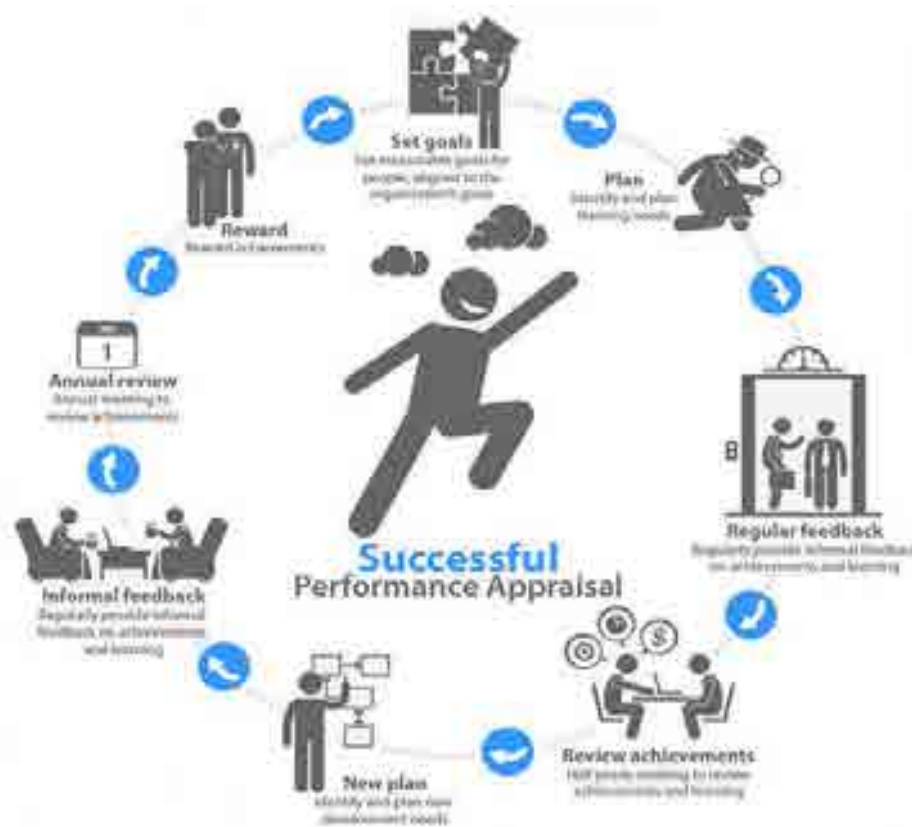 Set goals
Set measurable goals for
people, aligned to the
organization's goals
Plan
Identify and plan
learning needs
Regular feedback
Regularly provide informal feedback
on achievements and learning
Review achievements
Half yearly meeting to review
achievements and learning
New plan
Identify and plan new
development needs
Informal feedback
Regularly provide informal
feedback on achievements
and learning
1
Annual review
Annual meeting to
review achievements
Reward
Reward achievements
$
Successful
Performance Appraisal